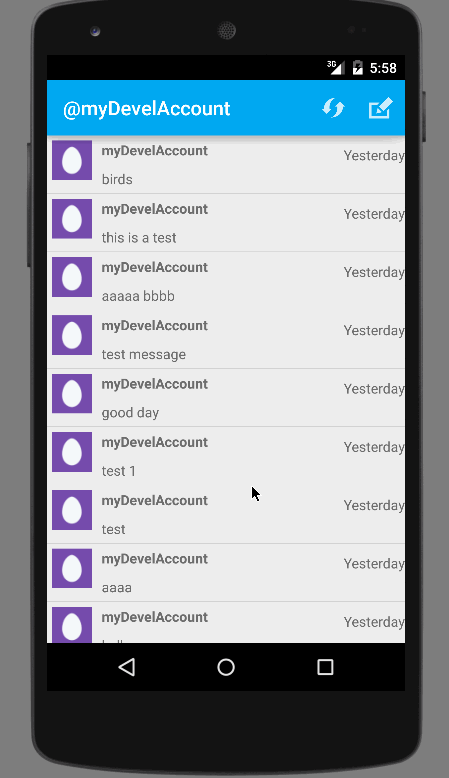 3G
5:58
@myDevelAccount
myDevelAccount
Yesterday
birds
myDevelAccount
Yesterday
this is a test
myDevelAccount
Yesterday
aaaaa bbbb
myDevelAccount
Yesterday
test message
myDevelAccount
Yesterday
good day
myDevelAccount
Yesterday
test 1
myDevelAccount
Yesterday
test
myDevelAccount
Yesterday
aaaa
myDevelAccount
Yesterday